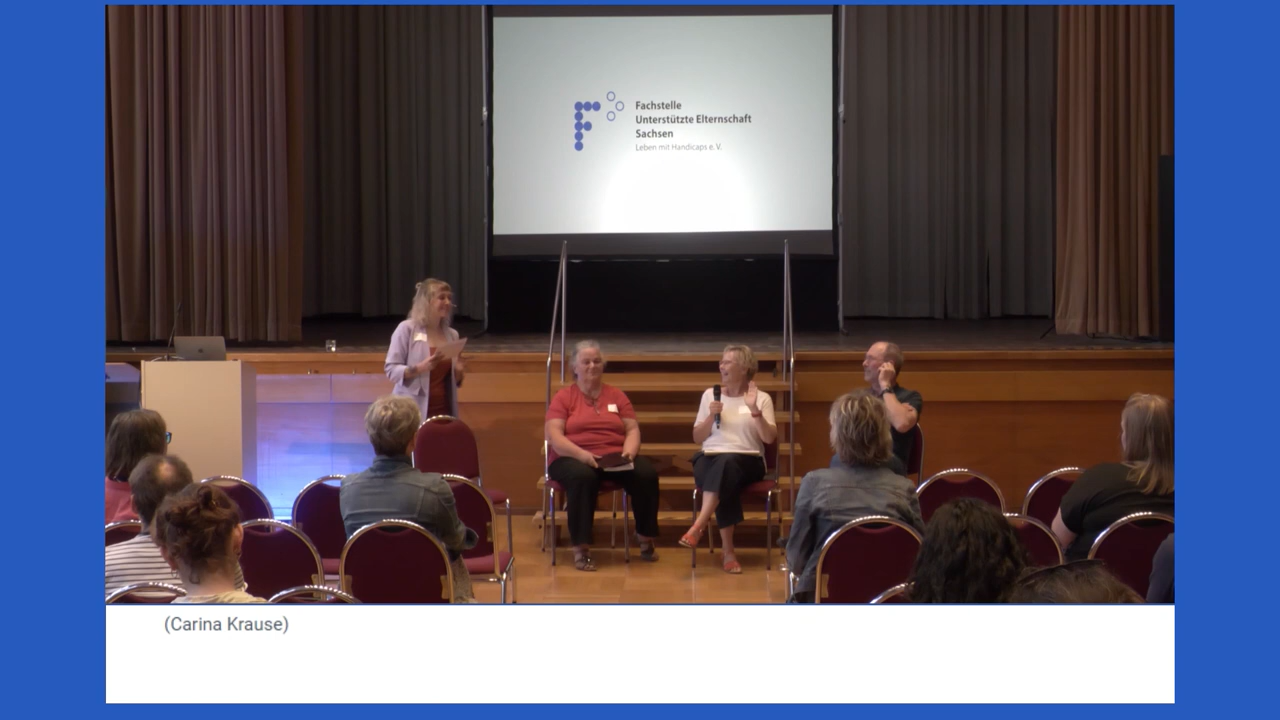 Fachstelle
Unterstützte Elternschaft
Sachsen
Leben mit Handicaps e.V.
(Carina Krause)